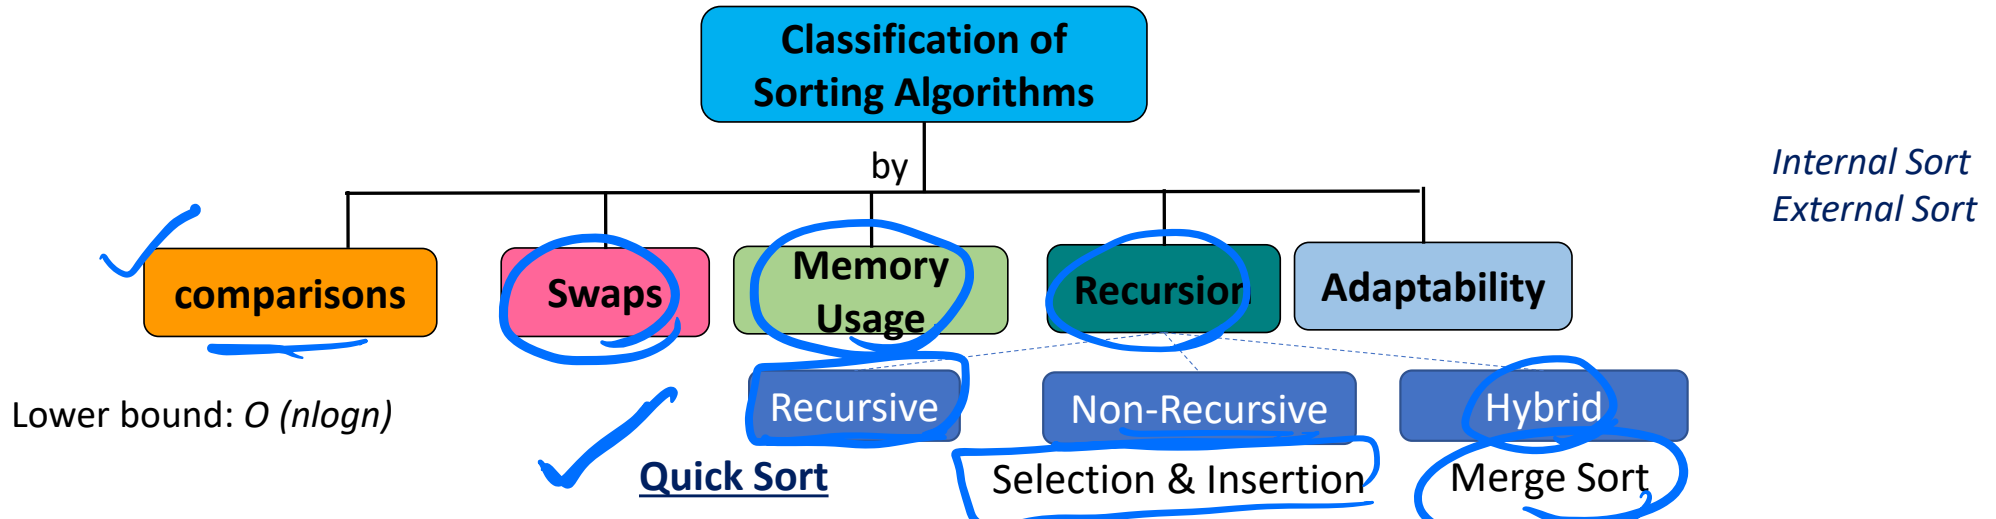 Classification of
Sorting Algorithms
by
Internal Sort
External Sort
comparisons
Swaps
Memory
Usage
Recursion
Adaptability
Lower bound: O (nlogn)
Recursive
Non-Recursive
Hybrid
Quick Sort
Selection & Insertion
Merge Sort